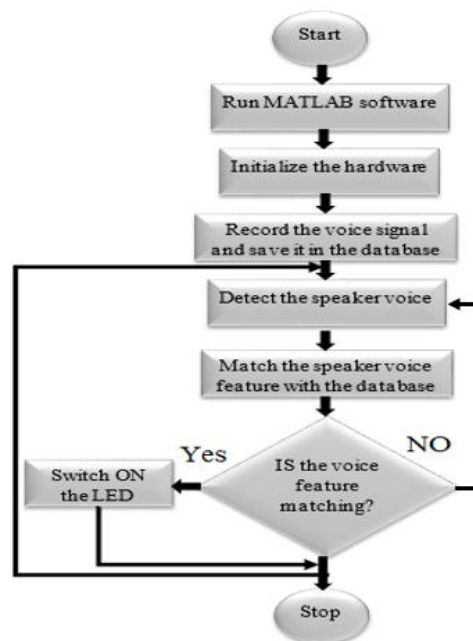 Start
Run MATLAB software
Initialize the hardware
Record the voice signal
and save it in the database
Detect the speaker voice
Match the speaker voice
feature with the database
Yes
NO
IS the voice
feature
matching?
Switch ON
the LED
Stop